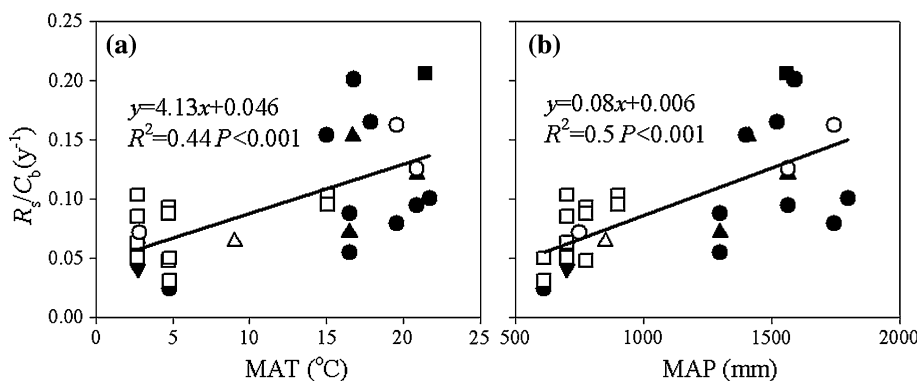 0.25
0.20
0.15
0.10
0.05
0.00
Rs/Cb(y-1)
(a)
y=4.13x+0.046
R2=0.44 P<0.001
0 5 10 15 20 25
MAT (oC)
(b)
y=0.08x+0.006
R2=0.5 P<0.001
500 1000 1500 2000
MAP (mm)